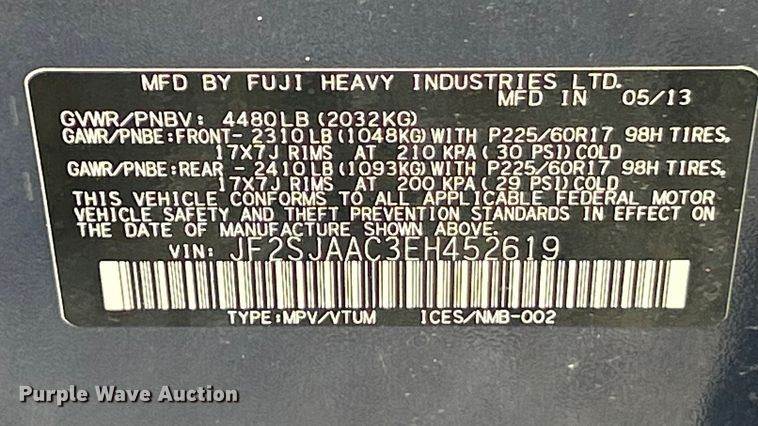 MFD BY FUJI HEAVY INDUSTRIES LTD.
MFD IN 05/13
GVWR/PNBV: 4480LB(2032KG)
GAWR/PNBE:FRONT- 2310LB(1048KG)WITH P225/60R17 98H TIRES,
17X7J RIMS AT 210 KPA(30 PSI)COLD
GAWR/PNBE:REAR - 2410LB(1093KG)WITH P225/60R17 98H TIRES,
17X7J RIMS AT 200 KPA(29 PSI)COLD
THIS VEHICLE CONFORMS TO ALL APPLICABLE FEDERAL MOTOR
VEHICLE SAFETY AND THEFT PREVENTION STANDARDS IN EFFECT ON
THE DATE OF MANUFACTURE SHOWN ABOVE.
VIN: JF2SJAAC3EH452619
TYPE:MPV/VTUM ICES/NMB-002
Purple Wave Auction